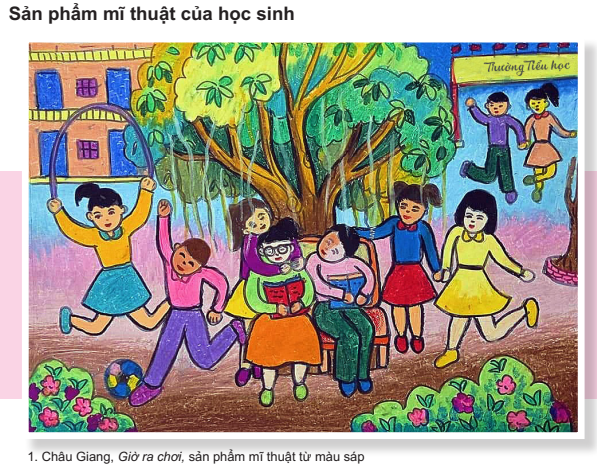 Sản phẩm mĩ thuật của học sinh
Trường Tiểu học
1. Châu Giang, Giờ ra chơi, sản phẩm mĩ thuật từ màu sáp